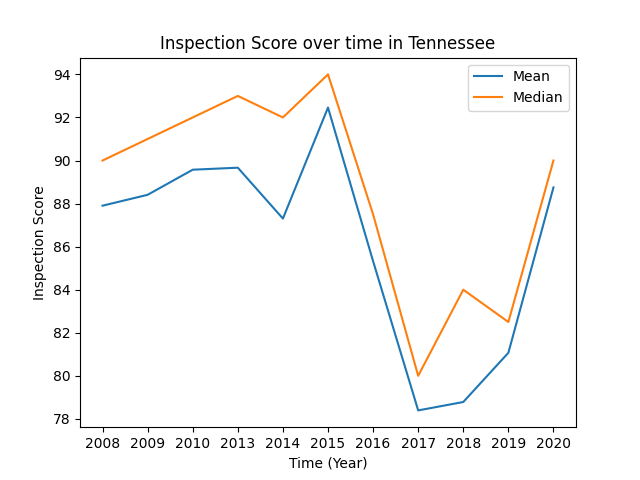 Inspection Score over time in Tennessee
94
92
90
88
86
84
82
80
78
Inspection Score
Mean
Median
2008 2009 2010 2013 2014 2015 2016 2017 2018 2019 2020
Time (Year)